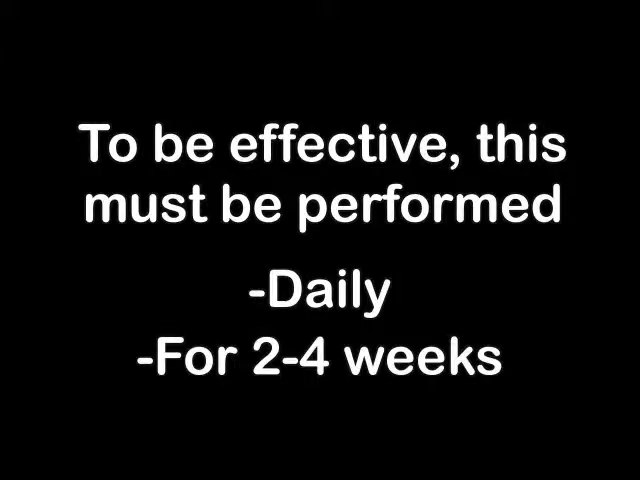 To be effective, this
must be performed
-Daily
-For 2-4 weeks